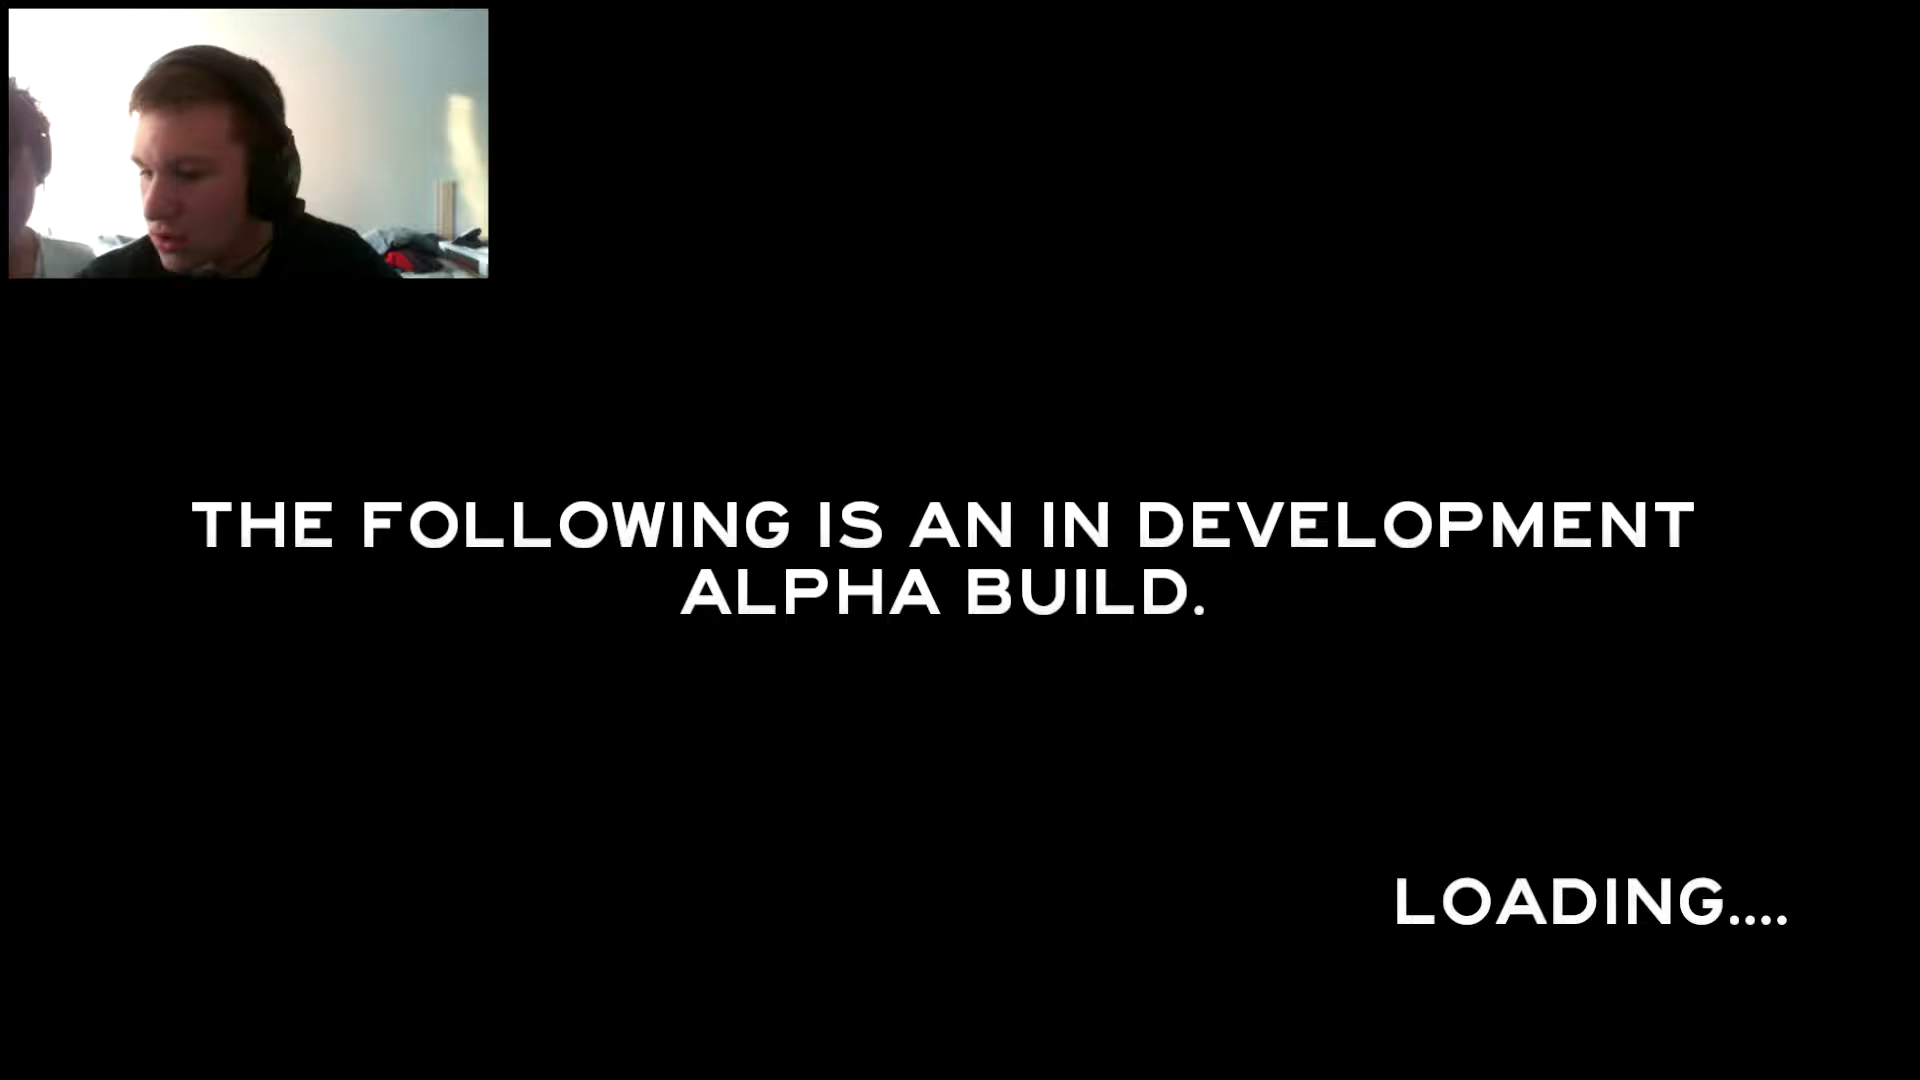 THE FOLLOWING IS AN IN DEVELOPMENT
ALPHA BUILD.
LOADING....